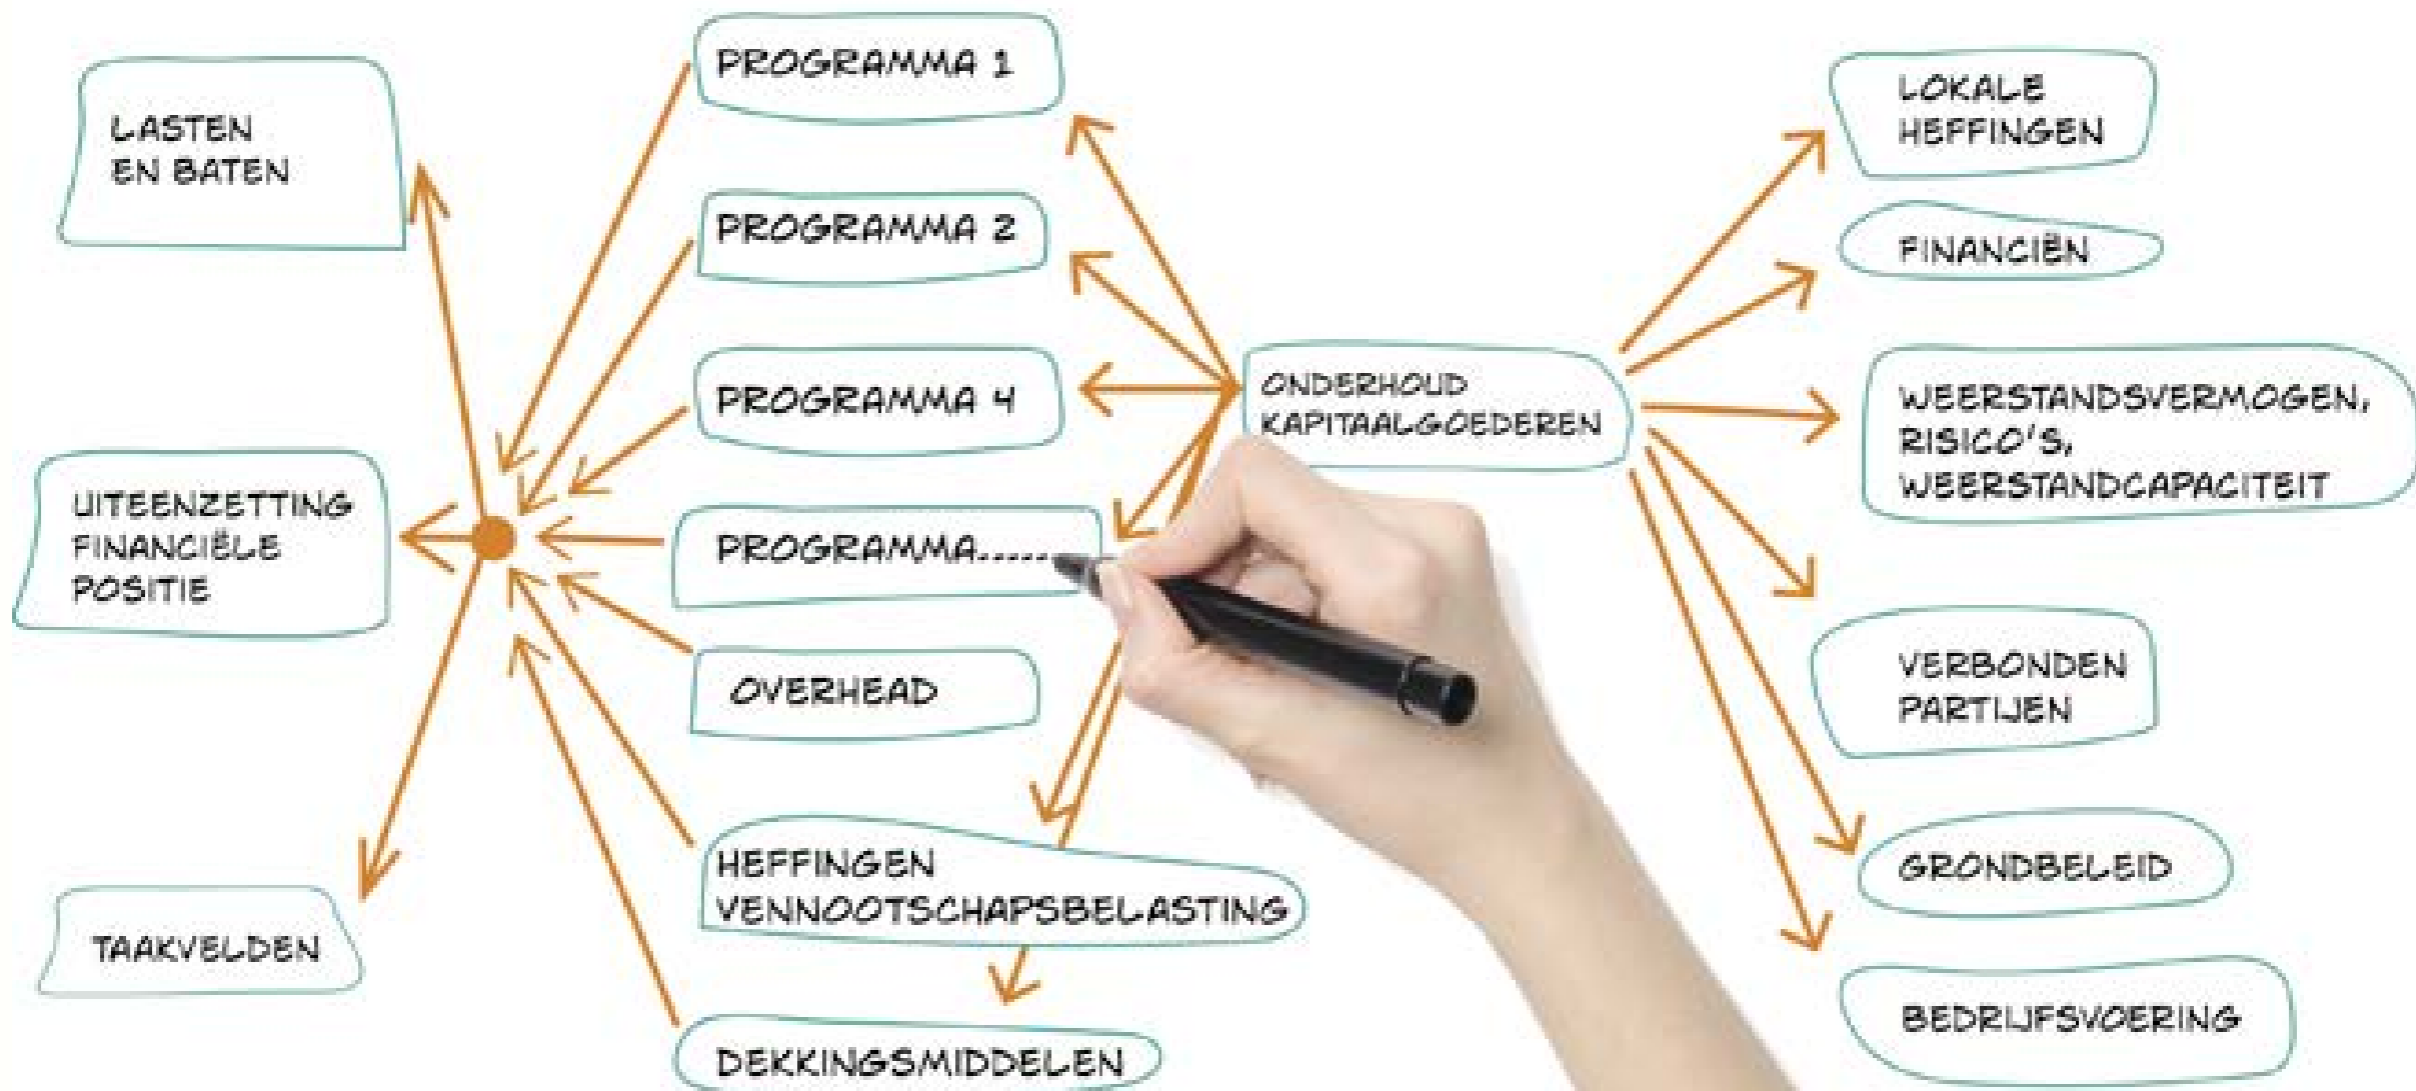 LASTEN
EN BATEN
UITEENZETTING
FINANCIËLE
POSITIE
TAAKVELDEN
PROGRAMMA 1
PROGRAMMA 2
PROGRAMMA 4
PROGRAMMA......
OVERHEAD
HEFFINGEN
VENNOOTSCHAPSBELASTING
DEKKINGSMIDDELEN
ONDERHOUD
KAPITAALGOEDEREN
LOKALE
HEFFINGEN
FINANCIËN
WEERSTANDSVERMOGEN,
RISICO'S,
WEERSTANDCAPACITEIT
VERBONDEN
PARTIJEN
GRONDBELEID
BEDRIJFSVOERING